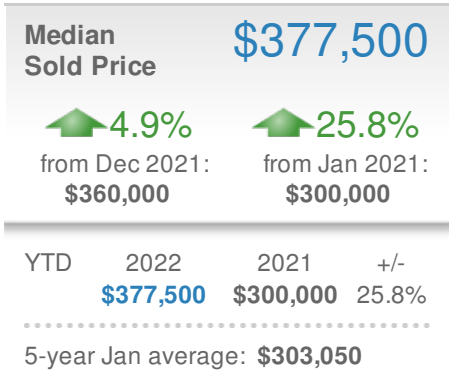 Median
Sold Price
$377,500
4.9%
25.8%
from Dec 2021:
from Jan 2021:
$360,000
$300,000
YTD 2022 2021 +/-
$377,500 $300,000 25.8%
5-year Jan average: $303,050